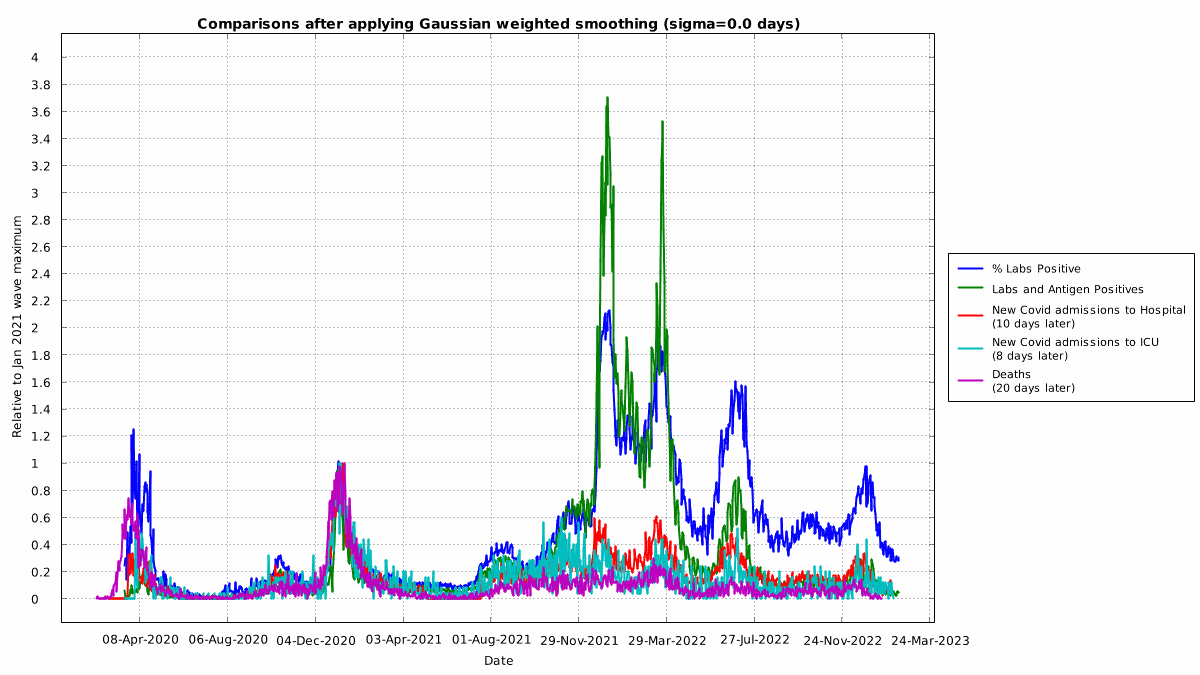 Comparisons after applying Gaussian weighted smoothing (sigma=0.0 days)
Relative to Jan 2021 wave maximum
4
3.8
3.6
3.4
3.2
3
2.8
2.6
2.4
2.2
2
1.8
1.6
1.4
1.2
1
0.8
0.6
0.4
0.2
0
08-Apr-2020 06-Aug-2020 04-Dec-2020 03-Apr-2021 01-Aug-2021 29-Nov-2021 29-Mar-2022 27-Jul-2022 24-Nov-2022 24-Mar-2023
Date
% Labs Positive
Labs and Antigen Positives
New Covid admissions to Hospital
(10 days later)
New Covid admissions to ICU
(8 days later)
Deaths
(20 days later)